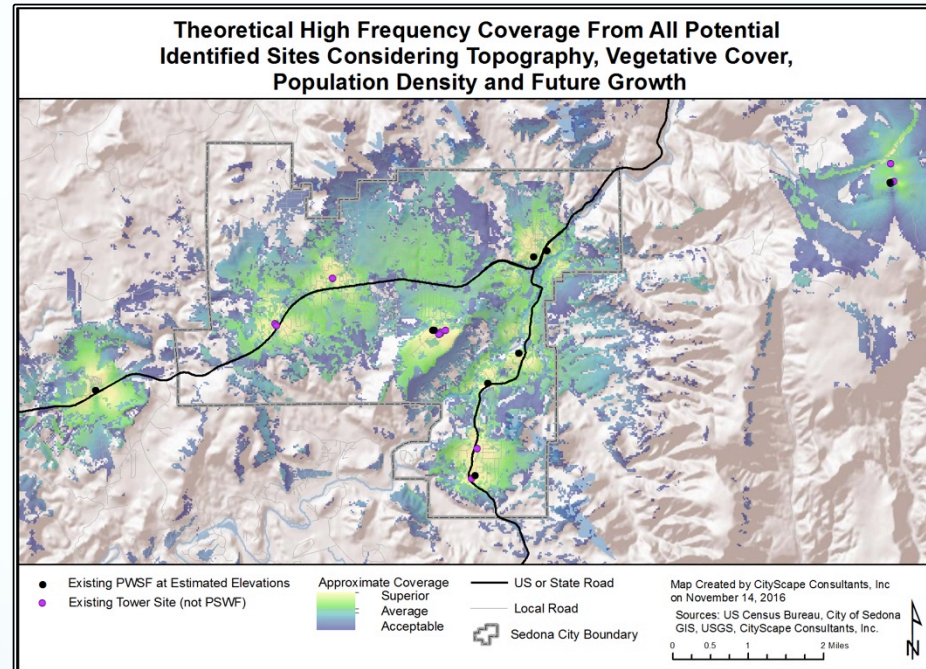 Theoretical High Frequency Coverage From All Potential
Identified Sites Considering Topography, Vegetative Cover,
Population Density and Future Growth
Existing PWSF at Estimated Elevations
Existing Tower Site (not PSWF)
Approximate Coverage
Superior
Average
Acceptable
US or State Road
Local Road
Sedona City Boundary
Map Created by CityScape Consultants, Inc
on November 14, 2016
Sources: US Census Bureau, City of Sedona
GIS, USGS, CityScape Consultants, Inc.
0 0.5 1 2 Miles
N